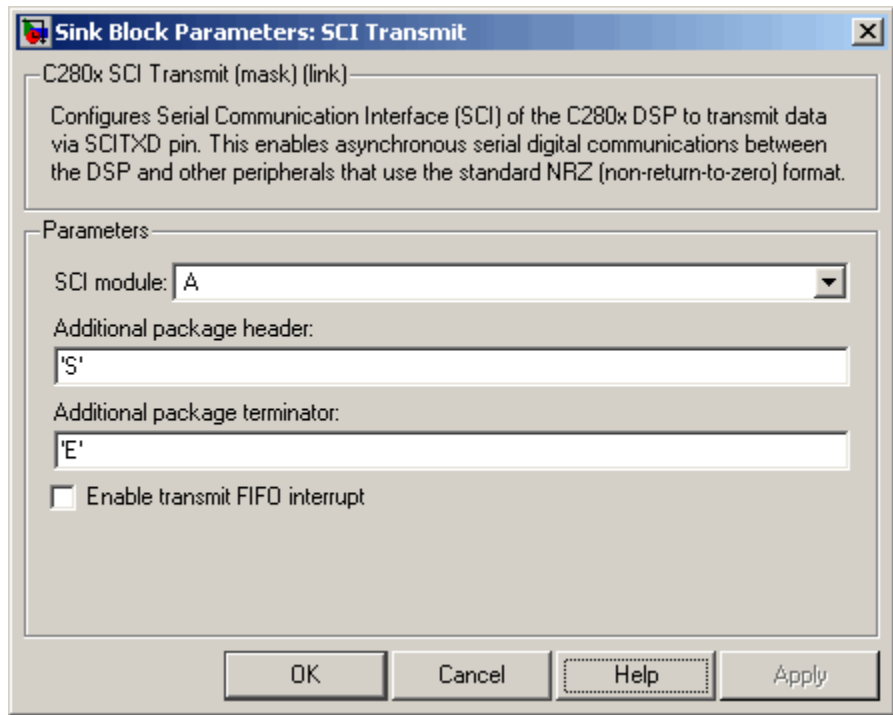 Sink Block Parameters: SCI Transmit
C280x SCI Transmit (mask) (link)
Configures Serial Communication Interface (SCI) of the C280x DSP to transmit data
via SCITXD pin. This enables asynchronous serial digital communications between
the DSP and other peripherals that use the standard NRZ (non-return-to-zero) format.
Parameters
SCI module: A
Additional package header:
'S'
Additional package terminator:
'E'
Enable transmit FIFO interrupt
OK Cancel Help Apply